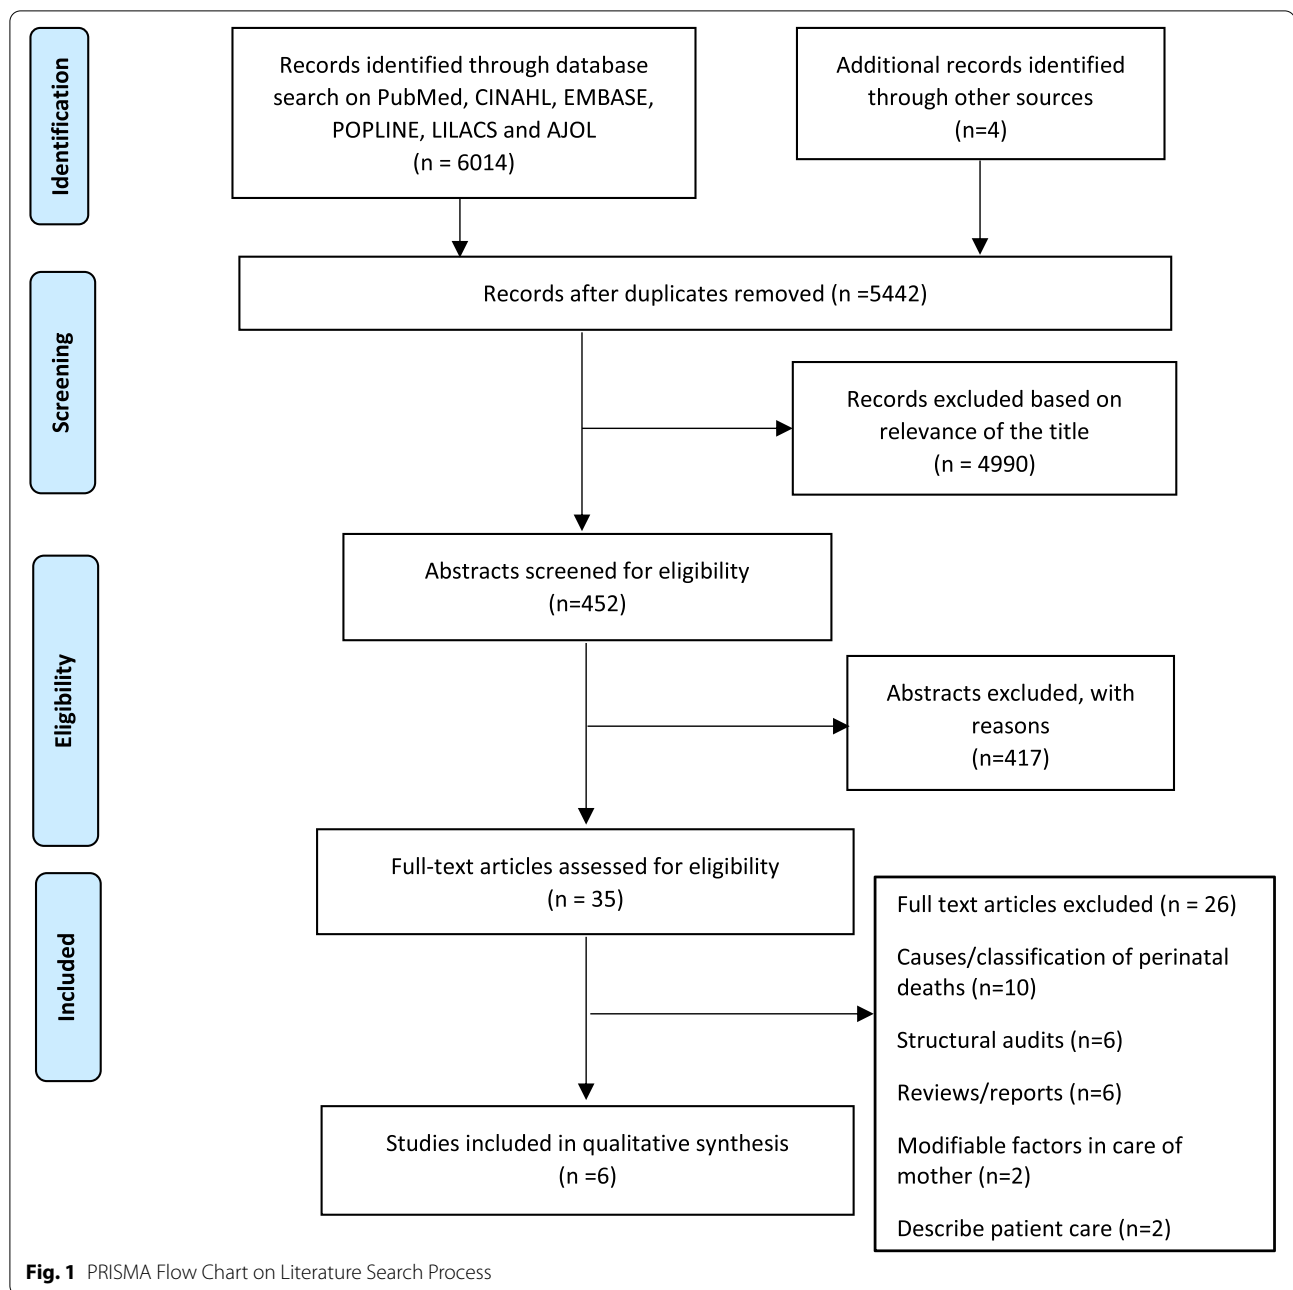 Identification
Records identified through database
search on PubMed, CINAHL, EMBASE,
POPLINE, LILACS and AJOL
(n = 6014)
Additional records identified
through other sources
(n=4)
Screening
Records after duplicates removed (n =5442)
Records excluded based on
relevance of the title
(n = 4990)
Eligibility
Abstracts screened for eligibility
(n=452)
Abstracts excluded, with
reasons
(n=417)
Full-text articles assessed for eligibility
(n = 35)
Included
Full text articles excluded (n = 26)
Causes/classification of perinatal
deaths (n=10)
Structural audits (n=6)
Reviews/reports (n=6)
Modifiable factors in care of
mother (n=2)
Describe patient care (n=2)
Studies included in qualitative synthesis
(n =6)
Fig. 1 PRISMA Flow Chart on Literature Search Process